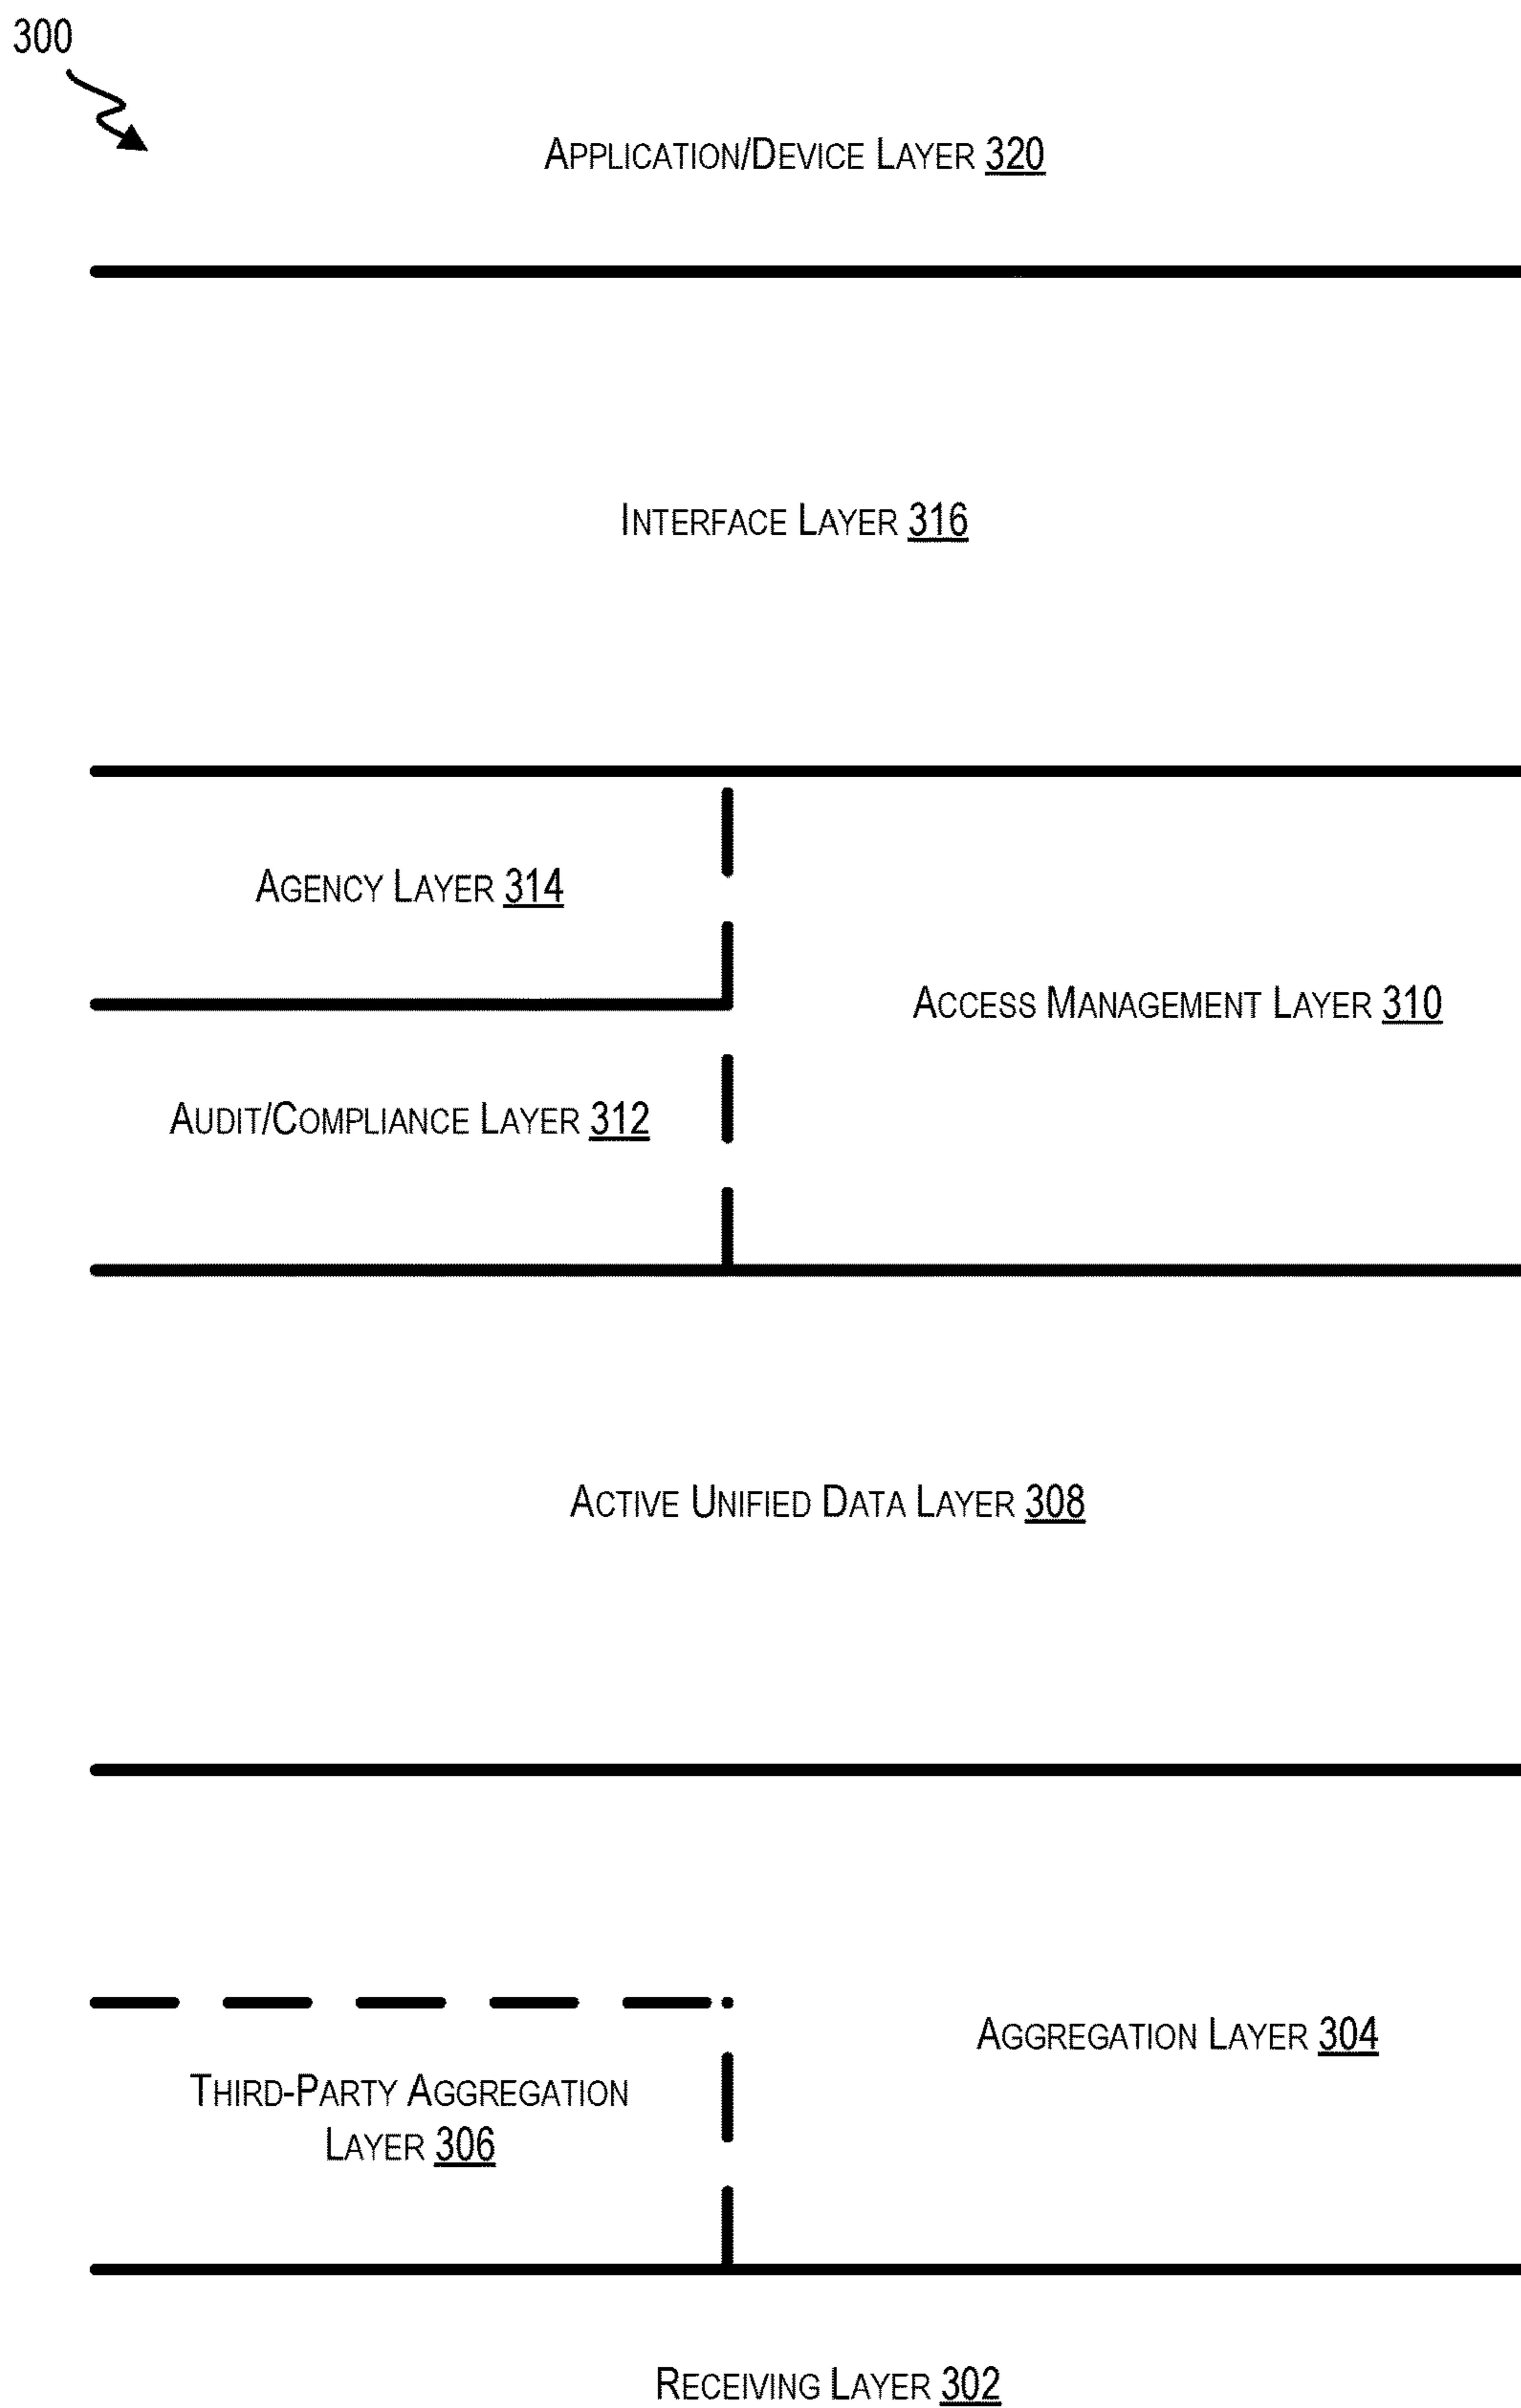 300
APPLICATION/DEVICE LAYER 320
INTERFACE LAYER 316
AGENCY LAYER 314
ACCESS MANAGEMENT LAYER 310
AUDIT/COMPLIANCE LAYER 312
ACTIVE UNIFIED DATA LAYER 308
AGGREGATION LAYER 304
THIRD-PARTY AGGREGATION
LAYER 306
RECEIVING LAYER 302